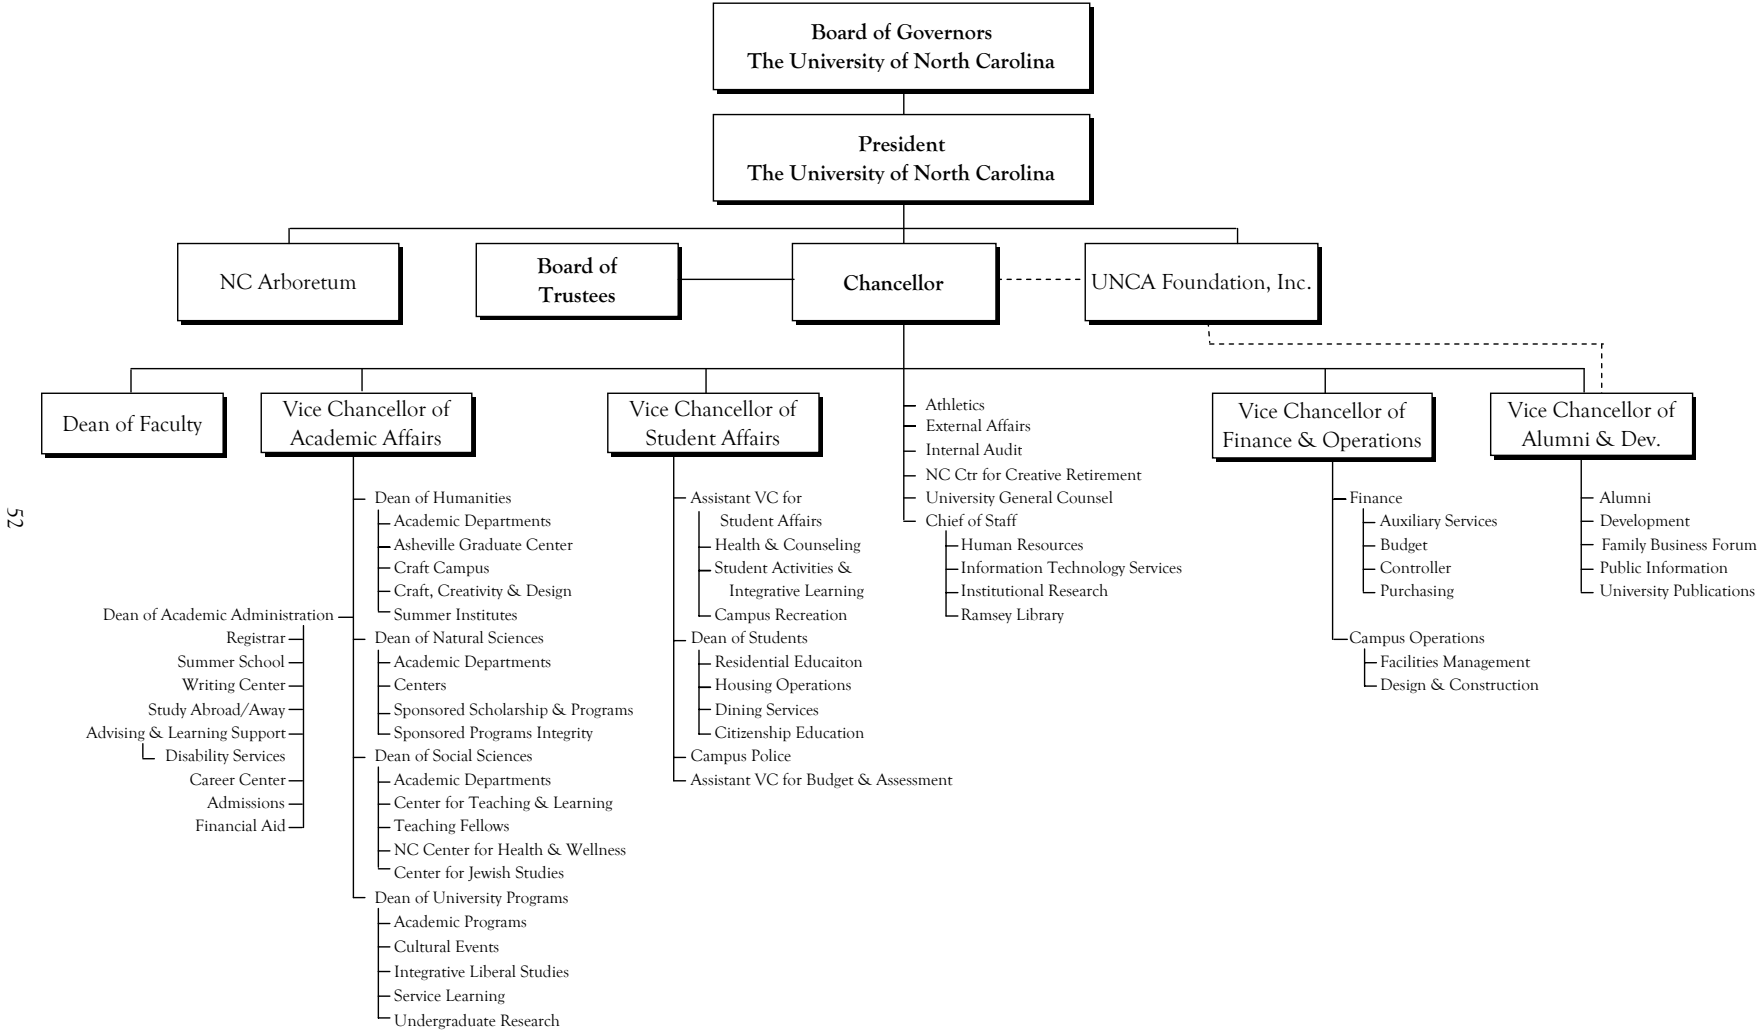 Board of Governors
The University of North Carolina
President
The University of North Carolina
NC Arboretum
Board of
Trustees
Chancellor
UNCA Foundation, Inc.
Dean of Faculty
Vice Chancellor of
Academic Affairs
Vice Chancellor of
Student Affairs
Vice Chancellor of
Finance & Operations
Vice Chancellor of
Alumni & Dev.
Dean of Academic Administration
Registrar
Summer School
Writing Center
Study Abroad/Away
Advising & Learning Support
Disability Services
Career Center
Admissions
Financial Aid
Dean of Humanities
Academic Departments
Asheville Graduate Center
Craft Campus
Craft, Creativity & Design
Summer Institutes
Dean of Natural Sciences
Academic Departments
Centers
Sponsored Scholarship & Programs
Sponsored Programs Integrity
Dean of Social Sciences
Academic Departments
Center for Teaching & Learning
Teaching Fellows
NC Center for Health & Wellness
Center for Jewish Studies
Dean of University Programs
Academic Programs
Cultural Events
Integrative Liberal Studies
Service Learning
Undergraduate Research
Assistant VC for
Student Affairs
Health & Counseling
Student Activities &
Integrative Learning
Campus Recreation
Dean of Students
Residential Educaiton
Housing Operations
Dining Services
Citizenship Education
Campus Police
Assistant VC for Budget & Assessment
Athletics
External Affairs
Internal Audit
NC Ctr for Creative Retirement
University General Counsel
Chief of Staff
Human Resources
Information Technology Services
Institutional Research
Ramsey Library
Finance
Auxiliary Services
Budget
Controller
Purchasing
Campus Operations
Facilities Management
Design & Construction
Alumni
Development
Family Business Forum
Public Information
University Publications
52